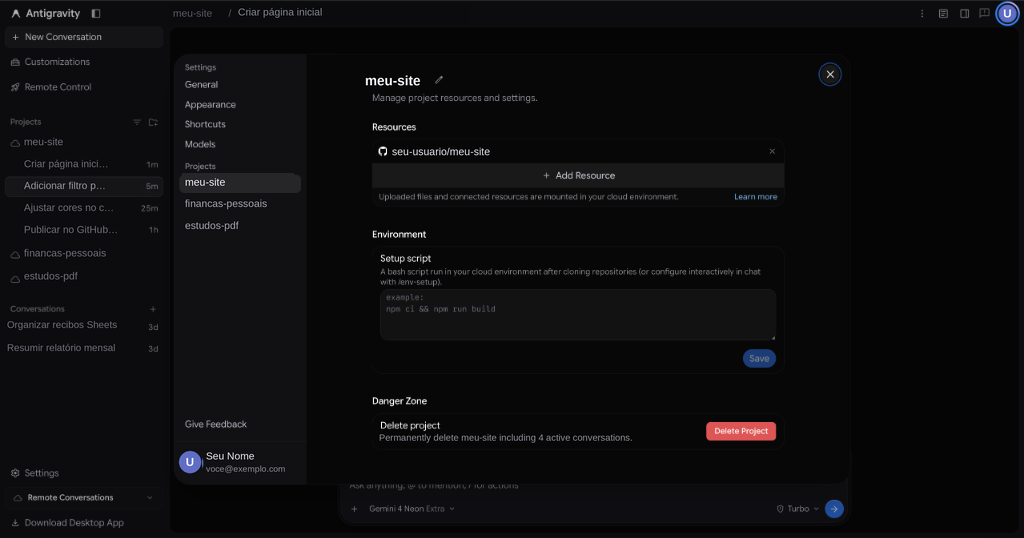 Antigravity
meu-site / Criar página inicial
U
New Conversation
Customizations
Remote Control
Projects
meu-site
Criar página inici... 1m
Adicionar filtro p... 5m
Ajustar cores no c... 25m
Publicar no GitHub... 1h
financas-pessoais
estudos-pdf
Conversations
Organizar recibos Sheets 3d
Resumir relatório mensal 3d
Settings
Remote Conversations
Download Desktop App
Settings
General
Appearance
Shortcuts
Models
Projects
meu-site
financas-pessoais
estudos-pdf
Give Feedback
U
Seu Nome
voce@exemplo.com
meu-site
Manage project resources and settings.
Resources
seu-usuario/meu-site
+ Add Resource
Uploaded files and connected resources are mounted in your cloud environment. Learn more
Environment
Setup script
A bash script run in your cloud environment after cloning repositories (or configure interactively in chat
with /env-setup).
example:
npm ci && npm run build
Save
Danger Zone
Delete project
Permanently delete meu-site including 4 active conversations.
Delete Project
Ask anything, @ to mention, / for actions
Gemini 4 Neon Extra
Turbo